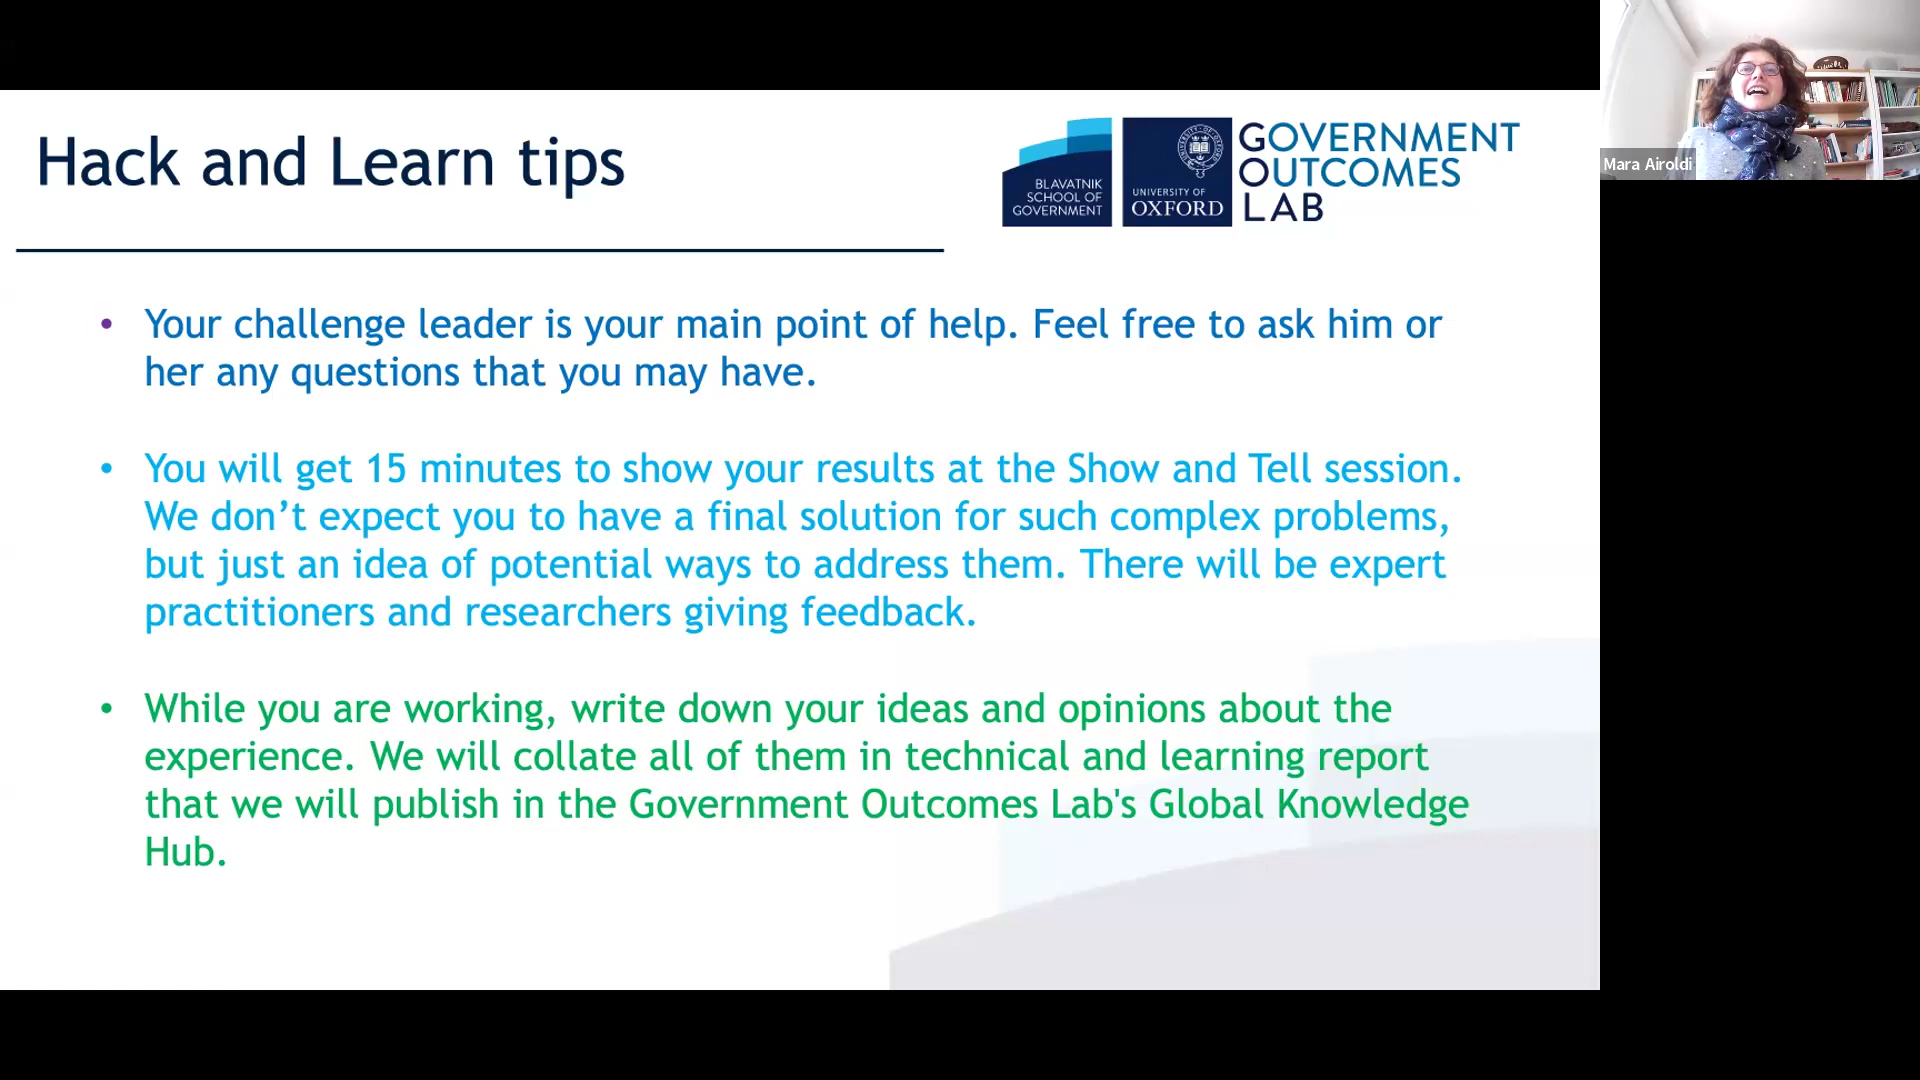 Hack and Learn tips
BLAVATNIK
SCHOOL OF
GOVERNMENT
UNIVERSITY OF
OXFORD
GOVERNMENT
OUTCOMES
LAB
Mara Airoldi
• Your challenge leader is your main point of help. Feel free to ask him or
her any questions that you may have.
• You will get 15 minutes to show your results at the Show and Tell session.
We don’t expect you to have a final solution for such complex problems,
but just an idea of potential ways to address them. There will be expert
practitioners and researchers giving feedback.
• While you are working, write down your ideas and opinions about the
experience. We will collate all of them in technical and learning report
that we will publish in the Government Outcomes Lab's Global Knowledge
Hub.